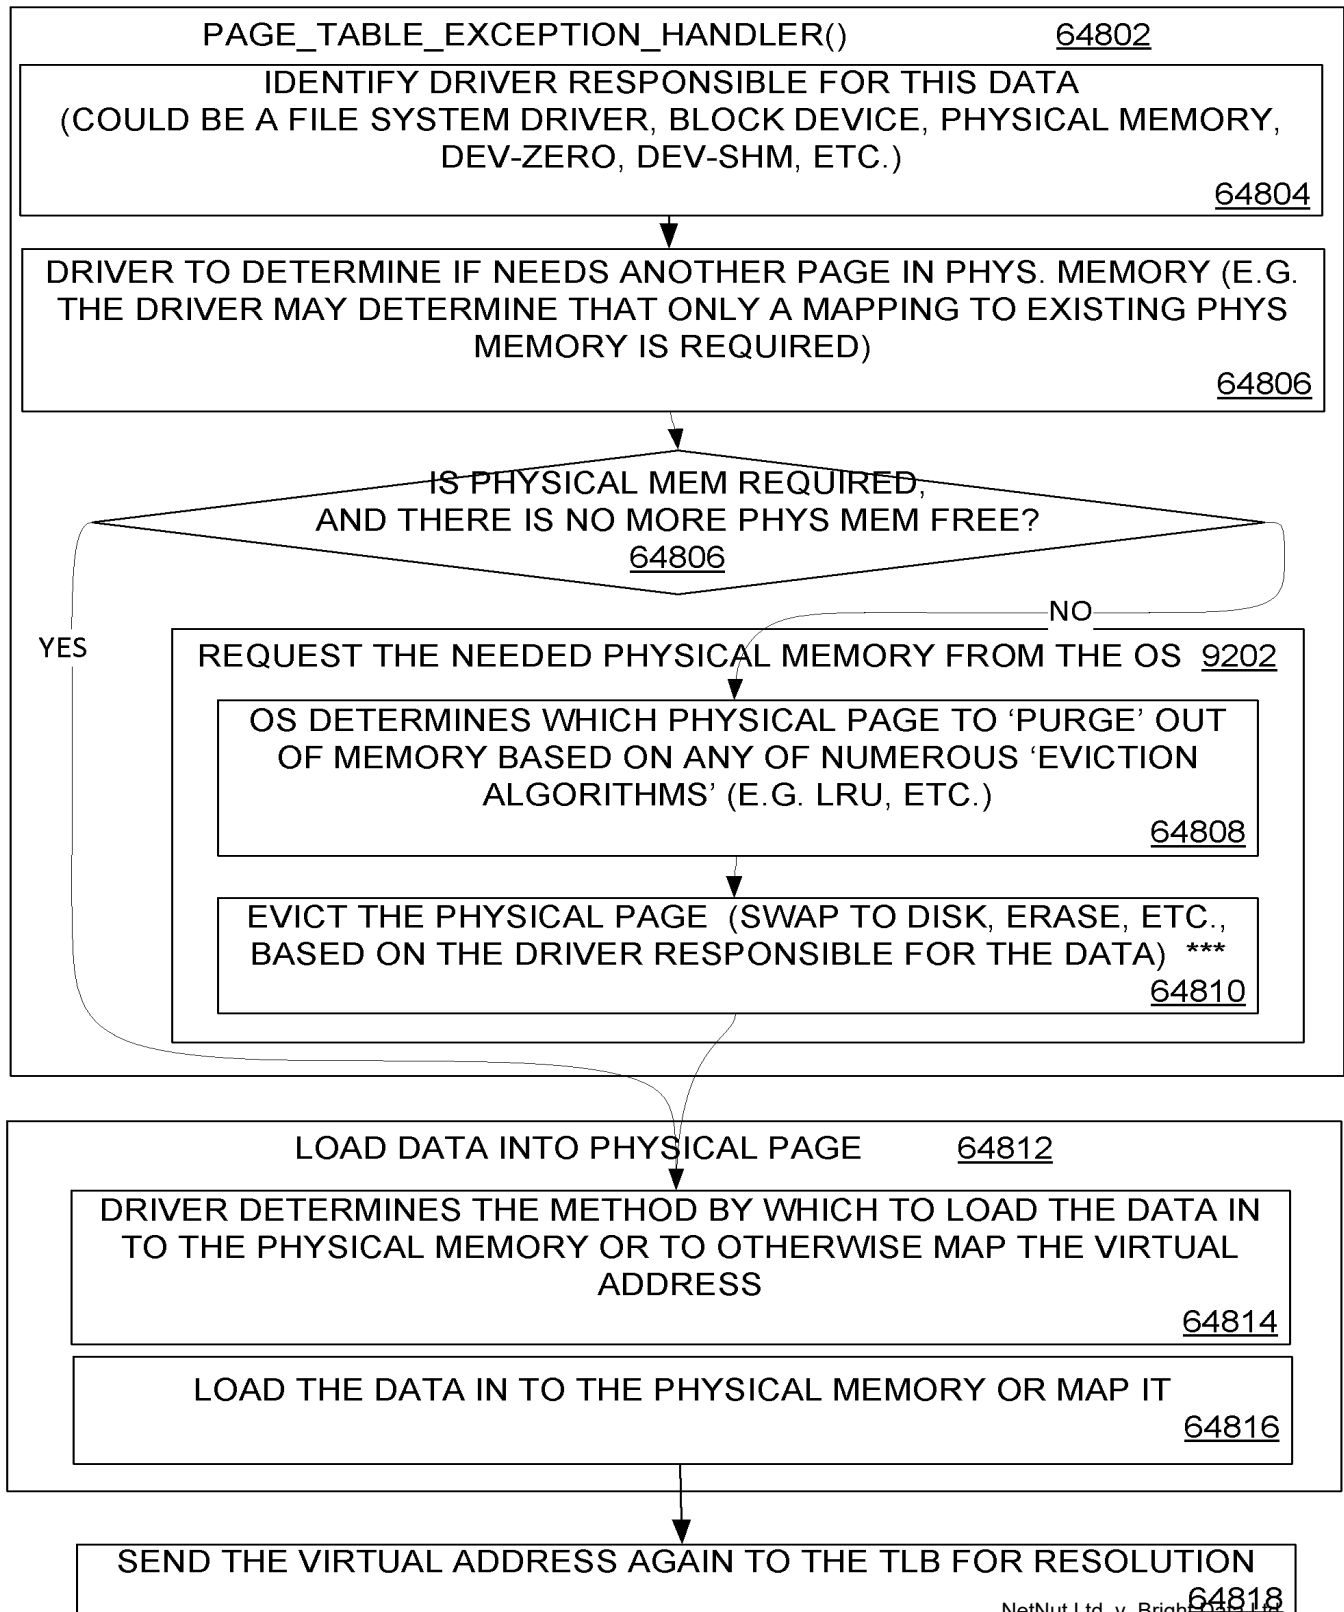 PAGE_TABLE_EXCEPTION_HANDLER() 64802
IDENTIFY DRIVER RESPONSIBLE FOR THIS DATA
(COULD BE A FILE SYSTEM DRIVER, BLOCK DEVICE, PHYSICAL MEMORY,
DEV-ZERO, DEV-SHM, ETC.)
64804
DRIVER TO DETERMINE IF NEEDS ANOTHER PAGE IN PHYS. MEMORY (E.G.
THE DRIVER MAY DETERMINE THAT ONLY A MAPPING TO EXISTING PHYS
MEMORY IS REQUIRED)
64806
IS PHYSICAL MEM REQUIRED,
AND THERE IS NO MORE PHYS MEM FREE?
64806
NO
YES
REQUEST THE NEEDED PHYSICAL MEMORY FROM THE OS 9202
OS DETERMINES WHICH PHYSICAL PAGE TO ‘PURGE’ OUT
OF MEMORY BASED ON ANY OF NUMEROUS ‘EVICTION
ALGORITHMS’ (E.G. LRU, ETC.)
64808
EVICT THE PHYSICAL PAGE (SWAP TO DISK, ERASE, ETC.,
BASED ON THE DRIVER RESPONSIBLE FOR THE DATA) ***
64810
LOAD DATA INTO PHYSICAL PAGE 64812
DRIVER DETERMINES THE METHOD BY WHICH TO LOAD THE DATA IN
TO THE PHYSICAL MEMORY OR TO OTHERWISE MAP THE VIRTUAL
ADDRESS
64814
LOAD THE DATA IN TO THE PHYSICAL MEMORY OR MAP IT
64816
SEND THE VIRTUAL ADDRESS AGAIN TO THE TLB FOR RESOLUTION
64818
NetNut Ltd. v. Bright Data Ltd.